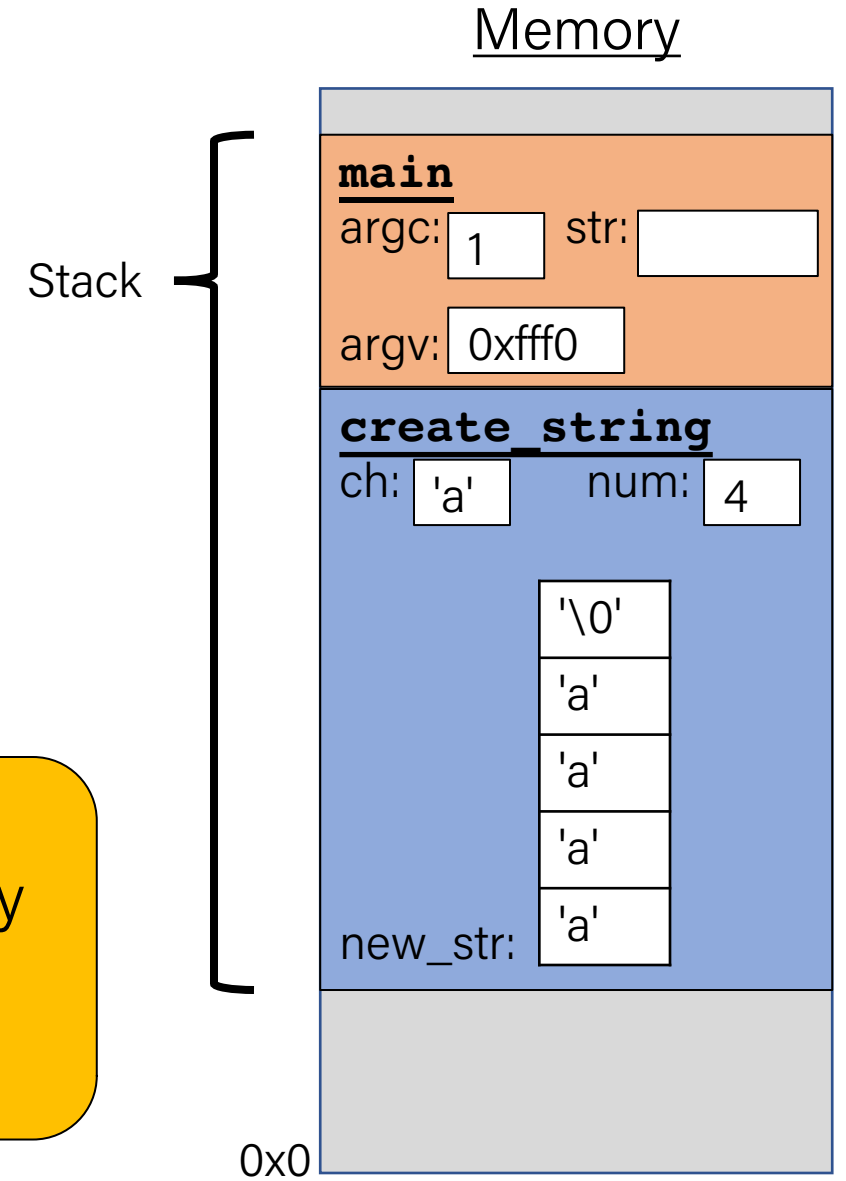 Memory
Stack
main
argc: 1 str:
argv: 0xfff0
create_string
ch: 'a' num: 4
'\0'
'a'
'a'
'a'
new_str: 'a'
0x0